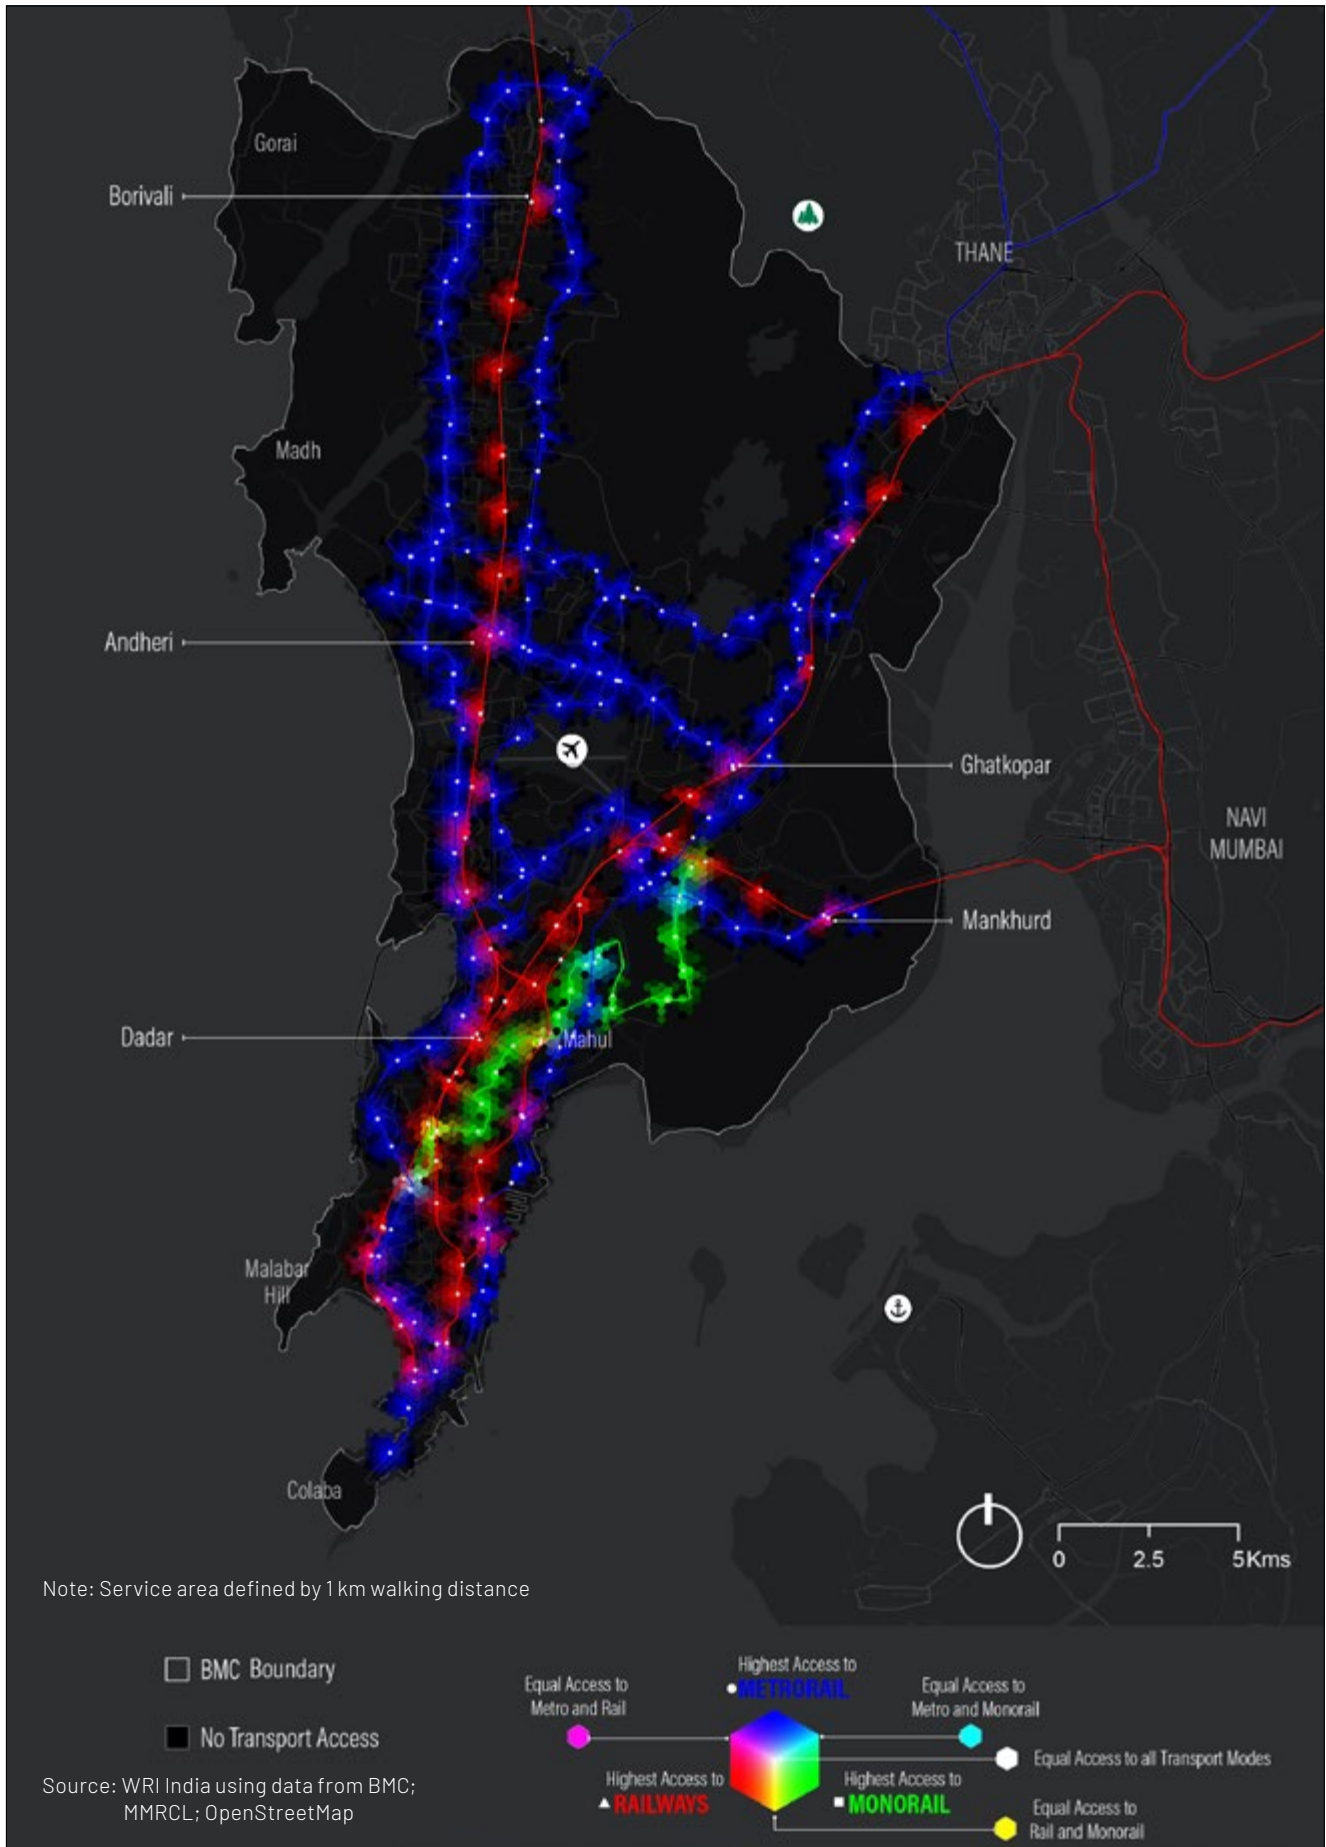 Gorai
Borivali
THANE
Madh
Andheri
Ghatkopar
NAVI
MUMBAI
Mankhurd
Dadar
Mahul
Malabar
Hill
Colaba
0 2.5 5Kms
Note: Service area defined by 1 km walking distance
BMC Boundary
No Transport Access
Source: WRI India using data from BMC;
MMRCL; OpenStreetMap
Equal Access to
Metro and Rail
Highest Access to
METRORAIL
Equal Access to
Metro and Monorail
Equal Access to all Transport Modes
Highest Access to
RAILWAYS
Highest Access to
MONORAIL
Equal Access to
Rail and Monorail